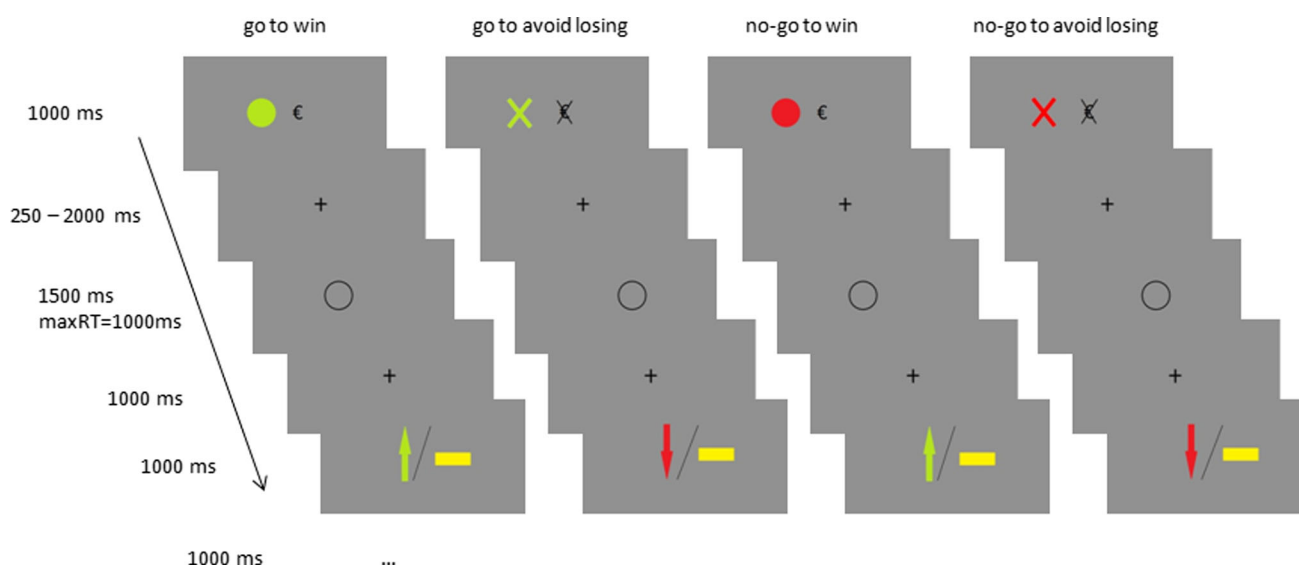 go to win
go to avoid losing
no-go to win
no-go to avoid losing
1000 ms
€
€
€
€
250 – 2000 ms
+
+
+
+
1500 ms
maxRT=1000ms
1000 ms
+
+
+
+
1000 ms
/
/
/
/
1000 ms
...